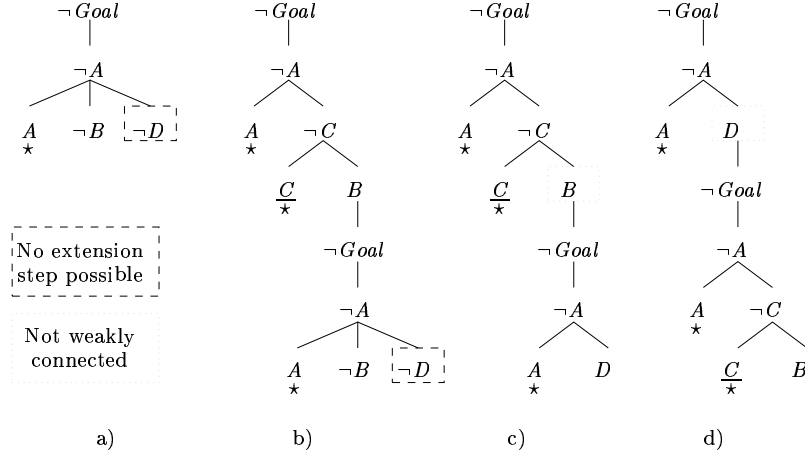 ¬Goal ¬Goal ¬Goal ¬Goal
¬A ¬A ¬A ¬A
A ¬B ¬D A ¬C A ¬C A D
⋆ ⋆ ⋆ ⋆
C B C B ¬Goal
⋆ ⋆
No extension ¬Goal ¬Goal ¬A
step possible
¬A ¬A A ¬C
⋆
Not weakly
connected
A ¬B ¬D A D C B
⋆ ⋆ ⋆
a) b) c) d)